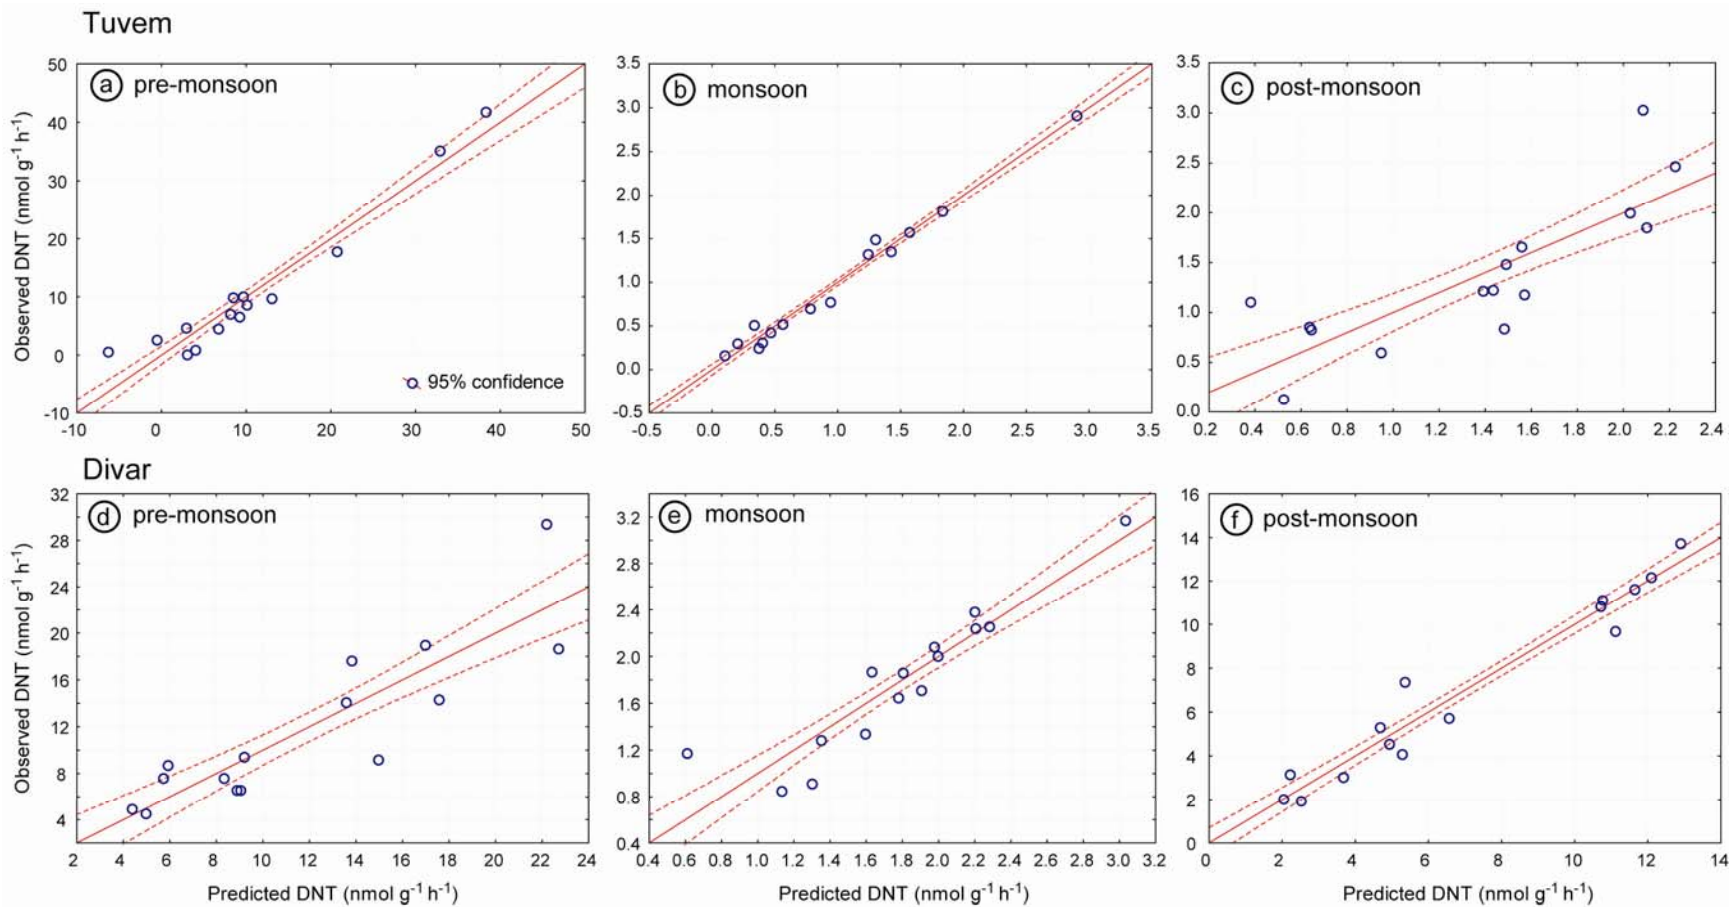 Tuvem
a pre-monsoon
b monsoon
c post-monsoon
Observed DNT (nmol g⁻¹ h⁻¹)
50
40
30
20
10
0
-10
-10 0 10 20 30 40 50
95% confidence
3.5
3.0
2.5
2.0
1.5
1.0
0.5
0.0
-0.5
-0.5 0.0 0.5 1.0 1.5 2.0 2.5 3.0 3.5
3.5
3.0
2.5
2.0
1.5
1.0
0.5
0.0
0.2 0.4 0.6 0.8 1.0 1.2 1.4 1.6 1.8 2.0 2.2 2.4
Divar
d pre-monsoon
e monsoon
f post-monsoon
Observed DNT (nmol g⁻¹ h⁻¹)
32
28
24
20
16
12
8
4
2 4 6 8 10 12 14 16 18 20 22 24
3.2
2.8
2.4
2.0
1.6
1.2
0.8
0.4
0.4 0.6 0.8 1.0 1.2 1.4 1.6 1.8 2.0 2.2 2.4 2.6 2.8 3.0 3.2
16
14
12
10
8
6
4
2
0
0 2 4 6 8 10 12 14
Predicted DNT (nmol g⁻¹ h⁻¹)
Predicted DNT (nmol g⁻¹ h⁻¹)
Predicted DNT (nmol g⁻¹ h⁻¹)